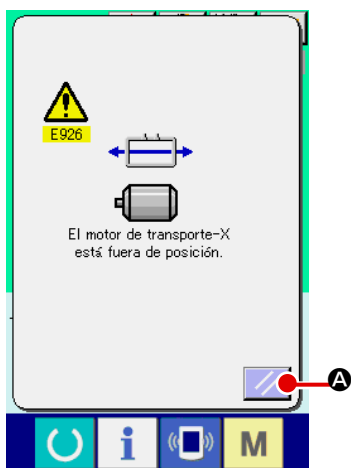 E926
El motor de transporte-X
está fuera de posición.
A
i
M